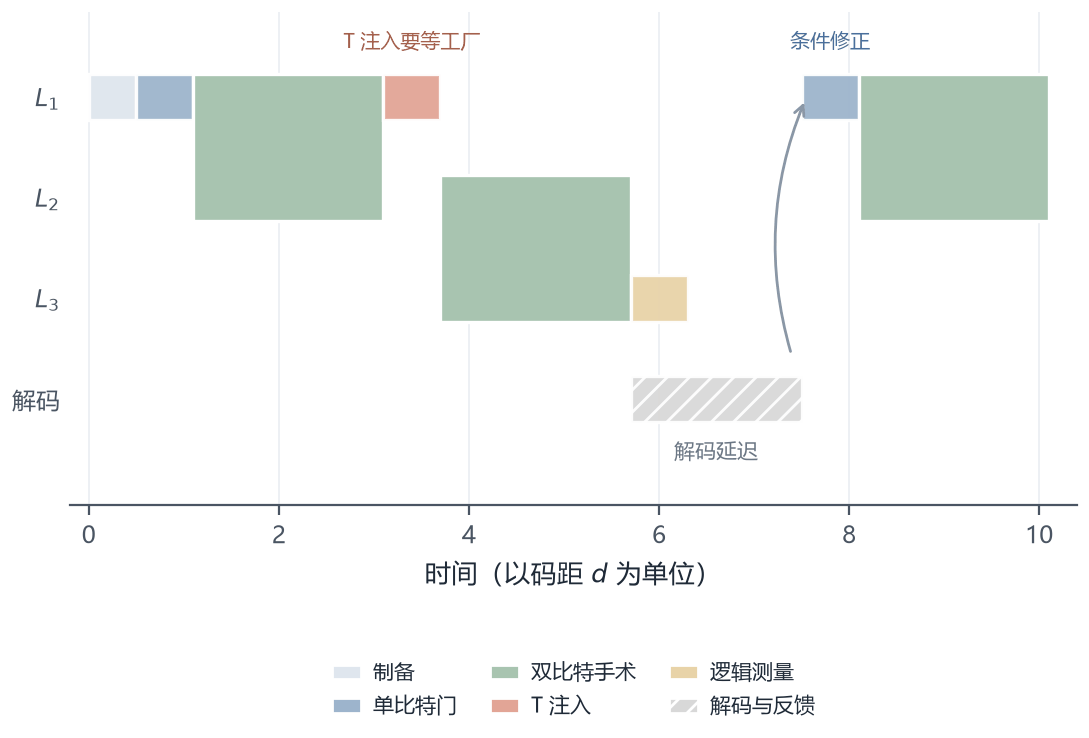 T 注入要等工厂
条件修正
L1
L2
L3
解码
解码延迟
0 2 4 6 8 10
时间（以码距 d 为单位）
制备 双比特手术 逻辑测量
单比特门 T 注入 解码与反馈